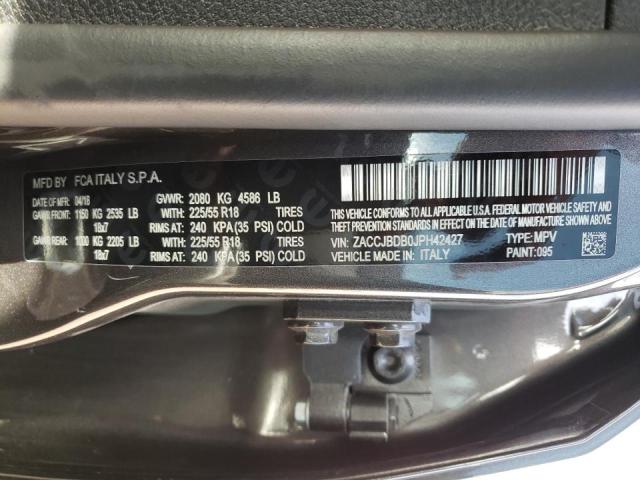 MFD BY FCA ITALY S.P.A.
DATE OF MFR: 04/18 GVWR: 2080 KG 4586 LB
GAWR FRONT: 1150 KG 2535 LB WITH 225/55 R18 TIRES
18x7 RIMS AT: 240 KPA (35 PSI) COLD
GAWR REAR: 1000 KG 2205 LB WITH 225/55 R18 TIRES
18x7 RIMS AT: 240 KPA (35 PSI) COLD
THIS VEHICLE CONFORMS TO ALL APPLICABLE U.S.A. FEDERAL MOTOR VEHICLE SAFETY, BUMPER, AND
THEFT PREVENTION STANDARDS IN EFFECT ON THE DATE OF MANUFACTURE SHOWN ABOVE
VIN: ZACCJBDB0JPH42427 TYPE: MPV
VEHICLE MADE IN: ITALY PAINT: 095